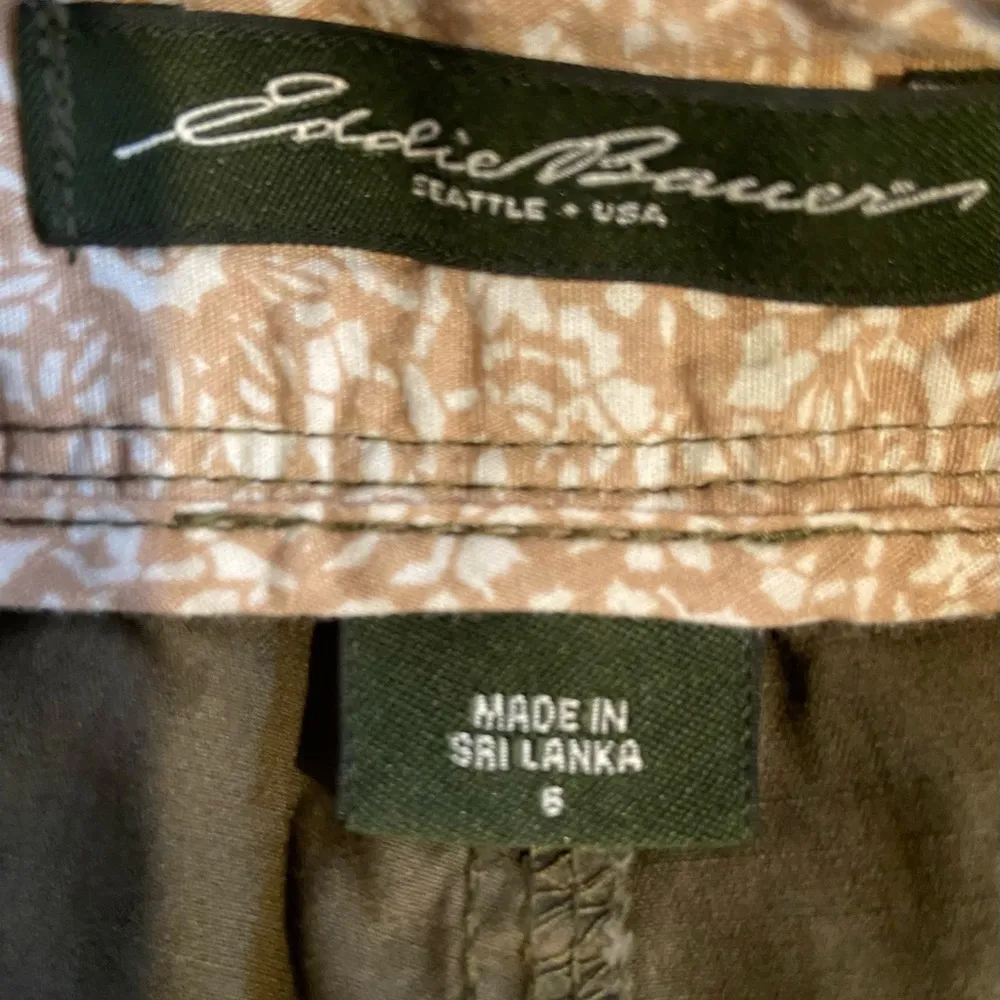 Eddie Bauer
SEATTLE • USA
MADE IN
SRI LANKA
6